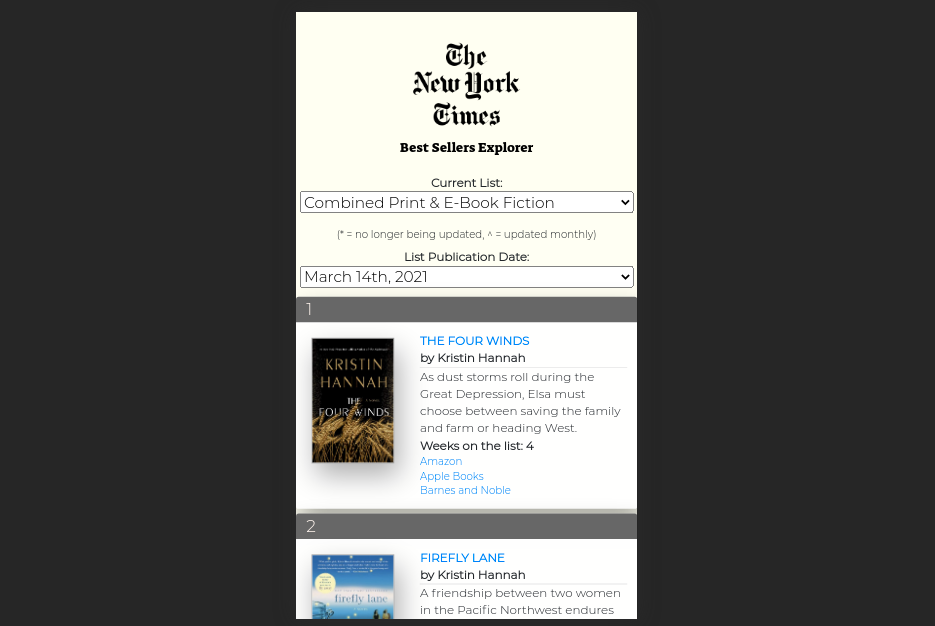 The
New York
Times
Best Sellers Explorer
Current List:
Combined Print & E-Book Fiction
(* = no longer being updated, ^ = updated monthly)
List Publication Date:
March 14th, 2021
1
KRISTIN
HANNAH
THE
FOUR WINDS
THE FOUR WINDS
by Kristin Hannah
As dust storms roll during the
Great Depression, Elsa must
choose between saving the family
and farm or heading West.
Weeks on the list: 4
Amazon
Apple Books
Barnes and Noble
2
firefly lane
FIREFLY LANE
by Kristin Hannah
A friendship between two women
in the Pacific Northwest endures